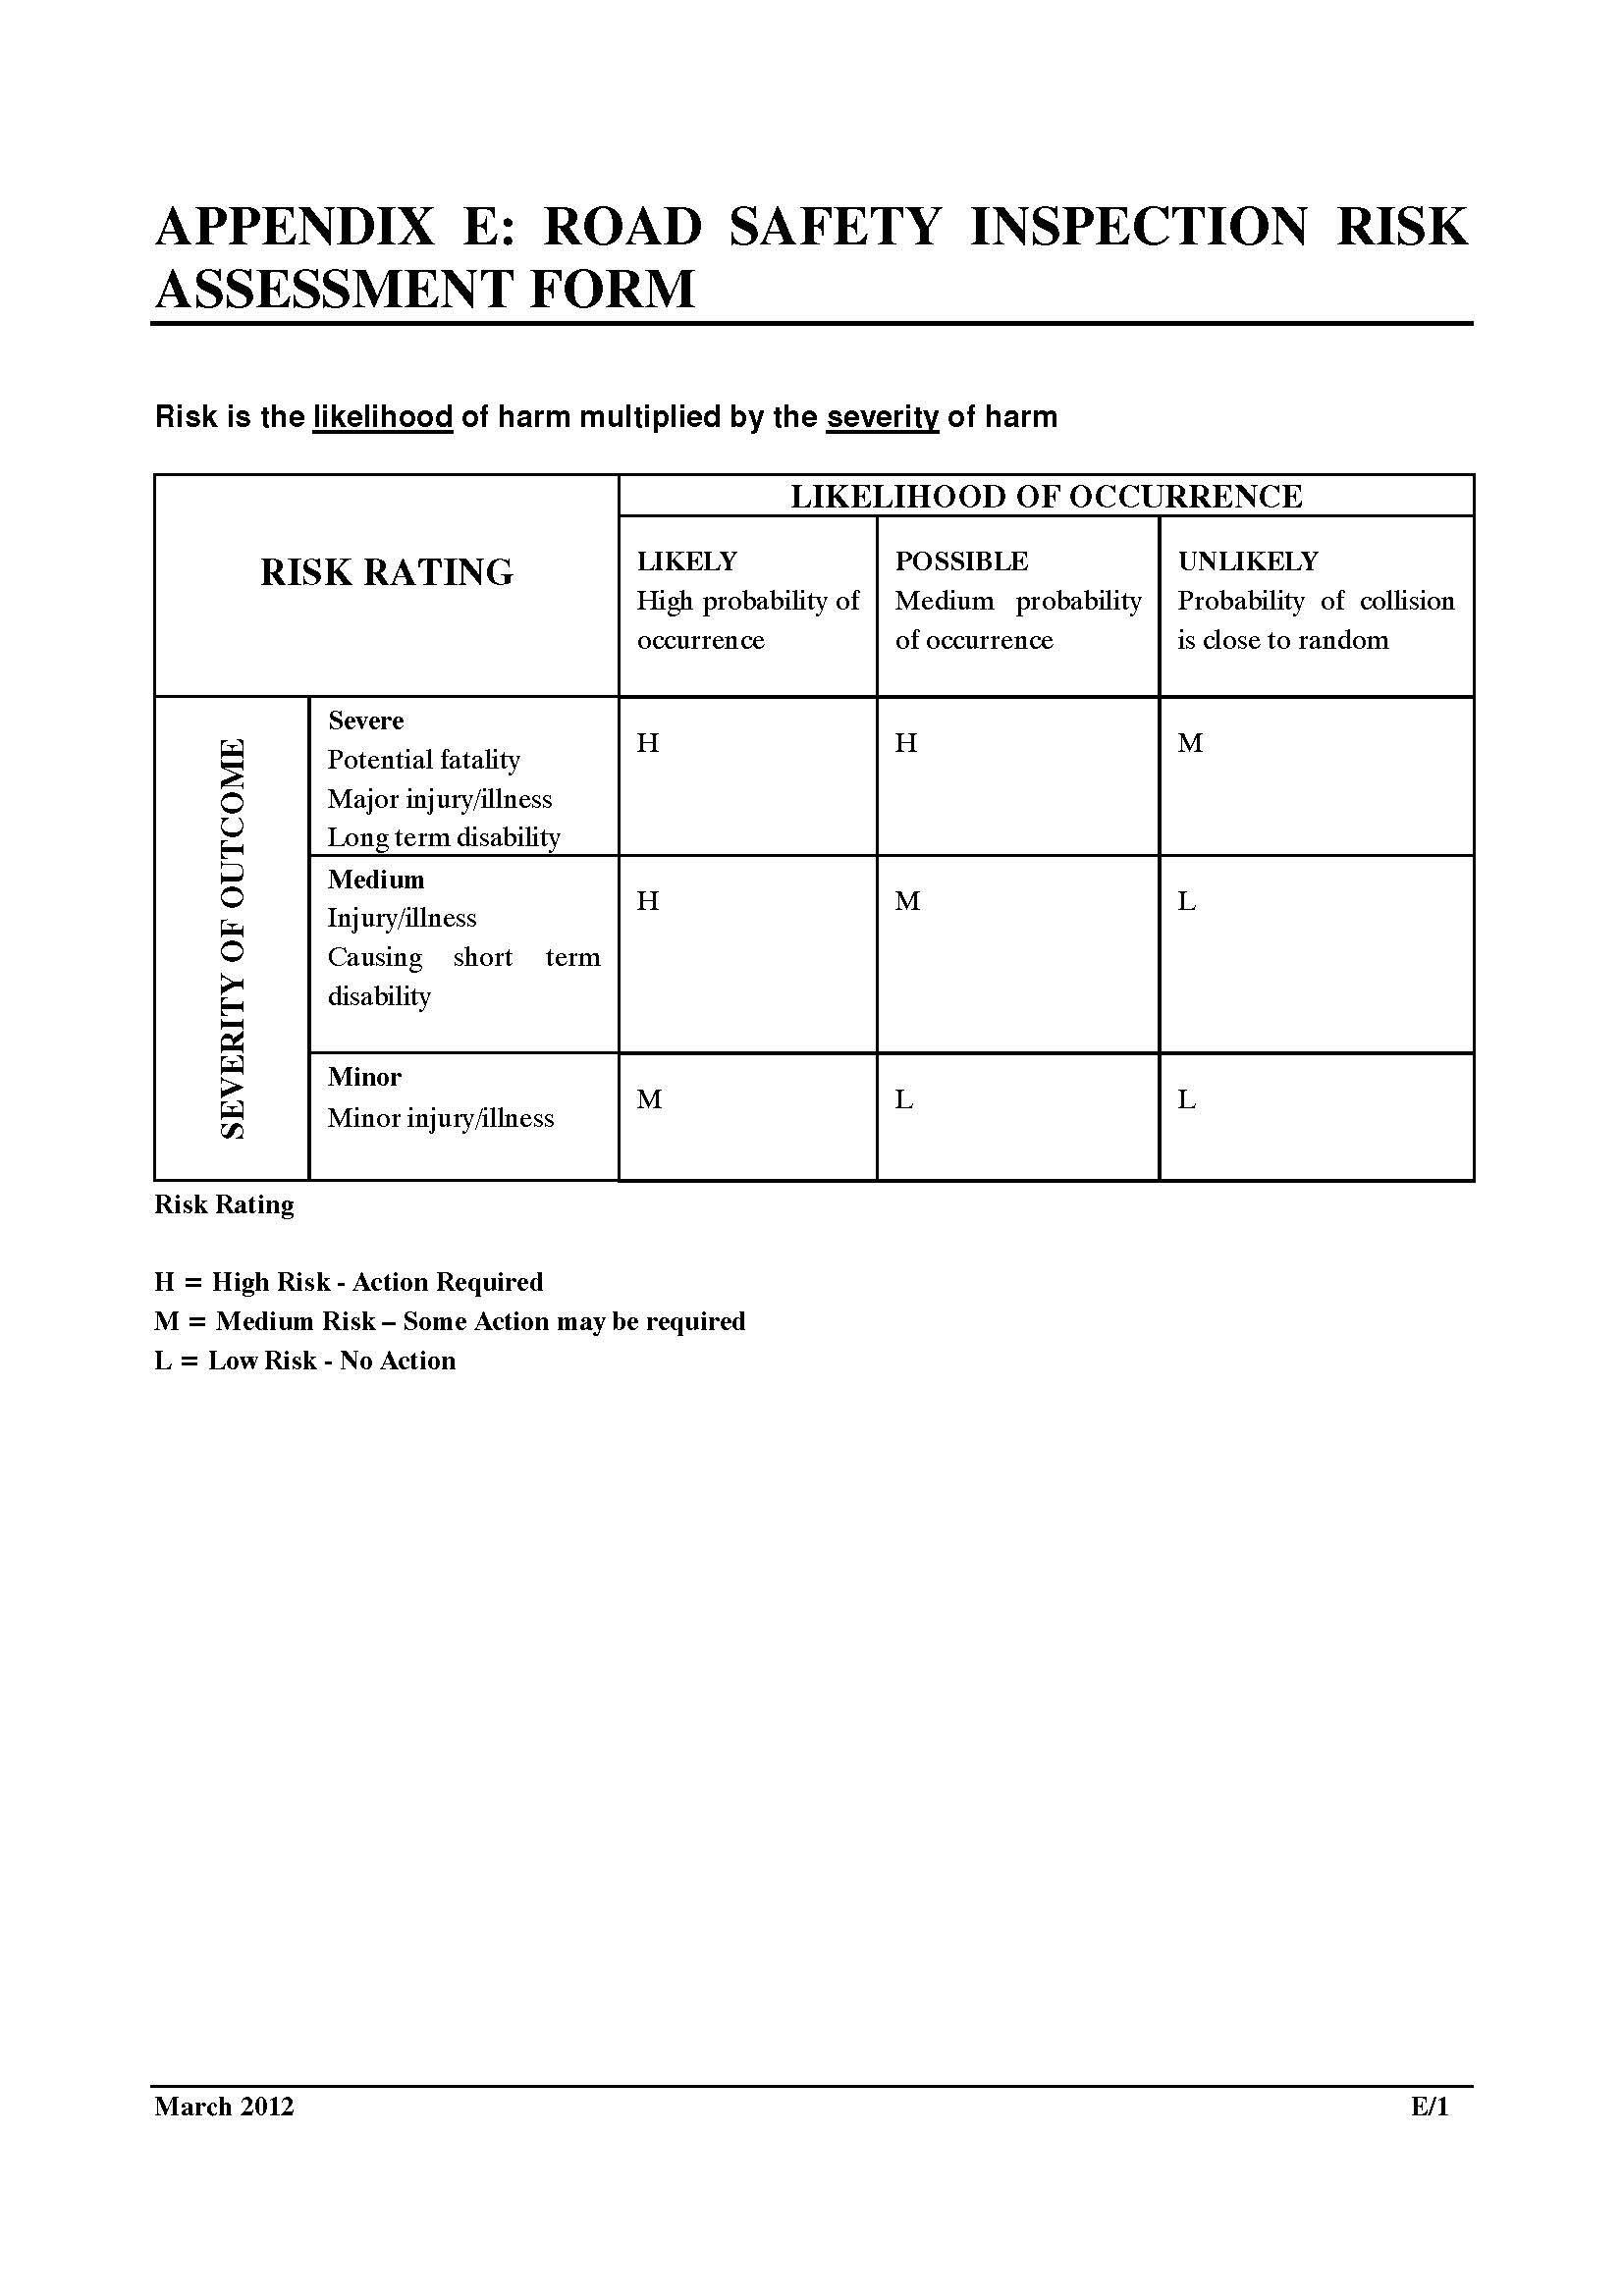 APPENDIX E: ROAD SAFETY INSPECTION RISK
ASSESSMENT FORM
Risk is the likelihood of harm multiplied by the severity of harm
RISK RATING
LIKELIHOOD OF OCCURRENCE
LIKELY
High probability of
occurrence
POSSIBLE
Medium probability
of occurrence
UNLIKELY
Probability of collision
is close to random
SEVERITY OF OUTCOME
Severe
Potential fatality
Major injury/illness
Long term disability
H
H
M
Medium
Injury/illness
Causing short term
disability
H
M
L
Minor
Minor injury/illness
M
L
L
Risk Rating
H = High Risk - Action Required
M = Medium Risk – Some Action may be required
L = Low Risk - No Action
March 2012
E/1